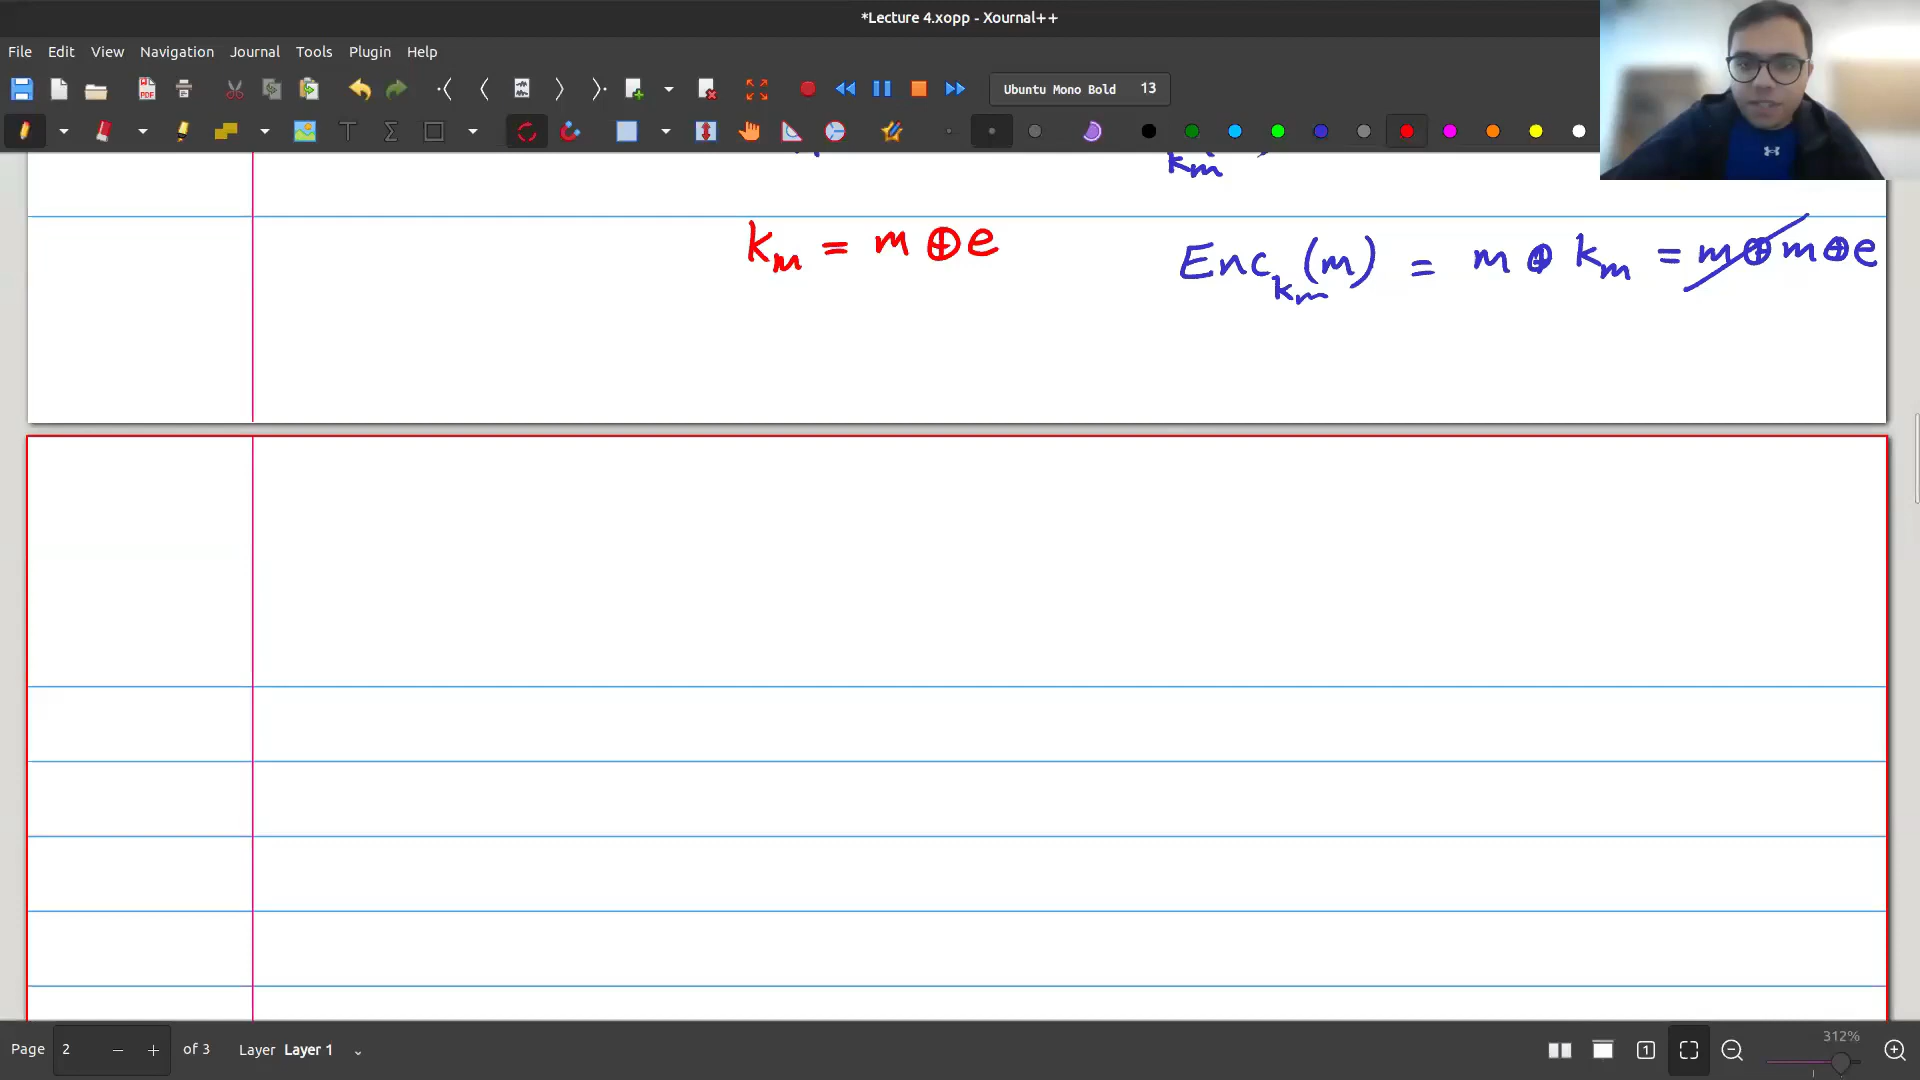 *Lecture 4.xopp - Xournal++
File Edit View Navigation Journal Tools Plugin Help
Ubuntu Mono Bold 13
k_m
k_m = m ⊕ e
Enc_{k_m}(m) = m ⊕ k_m = m ⊕ m ⊕ e
Page 2 of 3 Layer Layer 1
312%